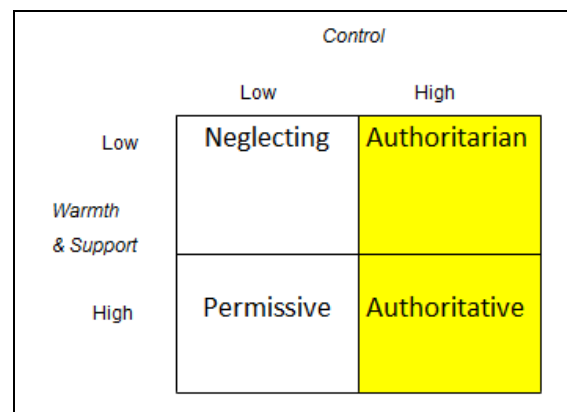 Control
Low High
Low Neglecting Authoritarian
Warmth
& Support
High Permissive Authoritative